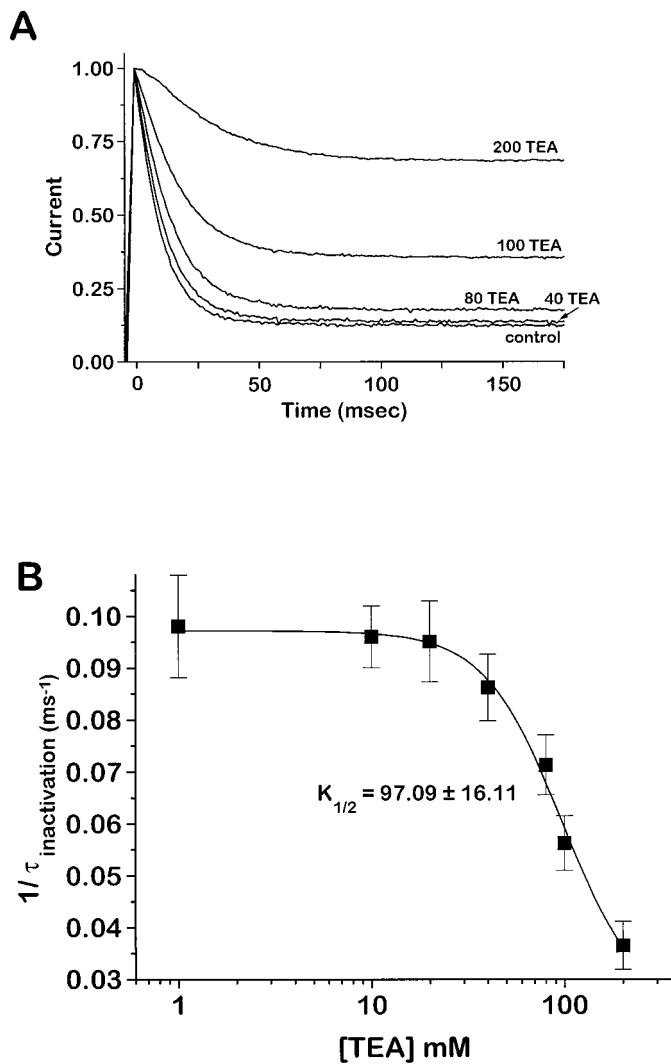 A
1.00
0.75
0.50
0.25
0.00
Current
200 TEA
100 TEA
80 TEA 40 TEA
control
0 50 100 150
Time (msec)
B
0.10
0.09
0.08
0.07
0.06
0.05
0.04
0.03
1/ τ inactivation (ms-1)
K1/2 = 97.09 ± 16.11
1 10 100
[TEA] mM